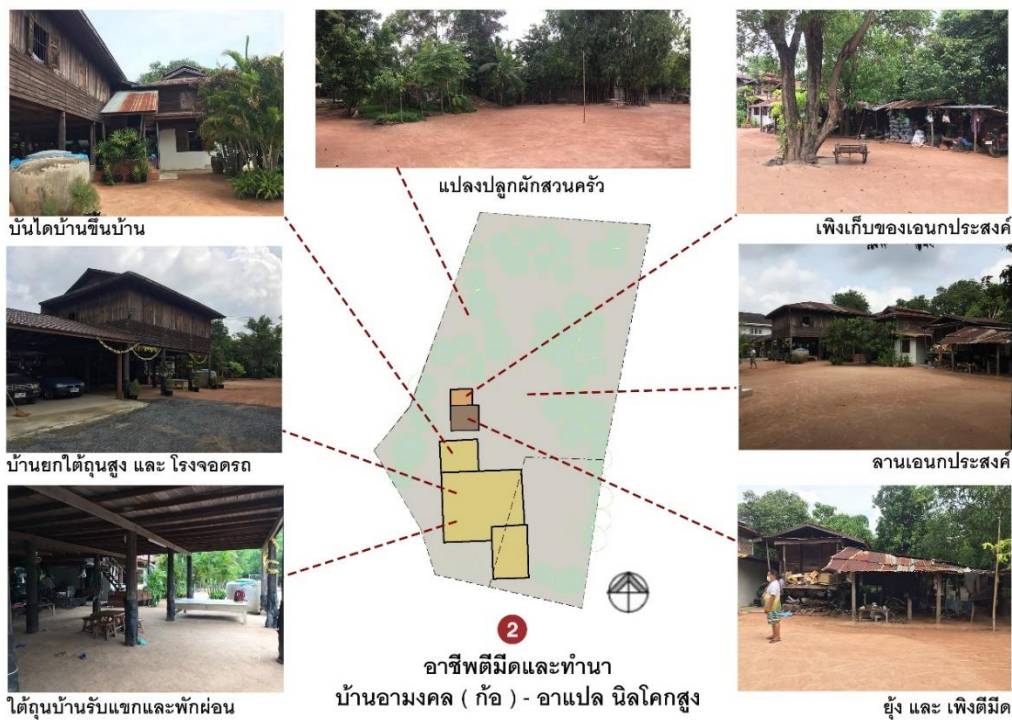 แปลงปลูกผักสวนครัว
บันไดบ้านขึ้นบ้าน
เพิงเก็บของเอนกประสงค์
บ้านยกใต้ถุนสูง และ โรงจอดรถ
ลานเอนกประสงค์
ใต้ถุนบ้านรับแขกและพักผ่อน
ยุ้ง และ เพิงตีมีด
2
อาชีพตีมีดและทำนา
บ้านอามงคล ( ก้อ ) - อาแปล นิลโคกสูง